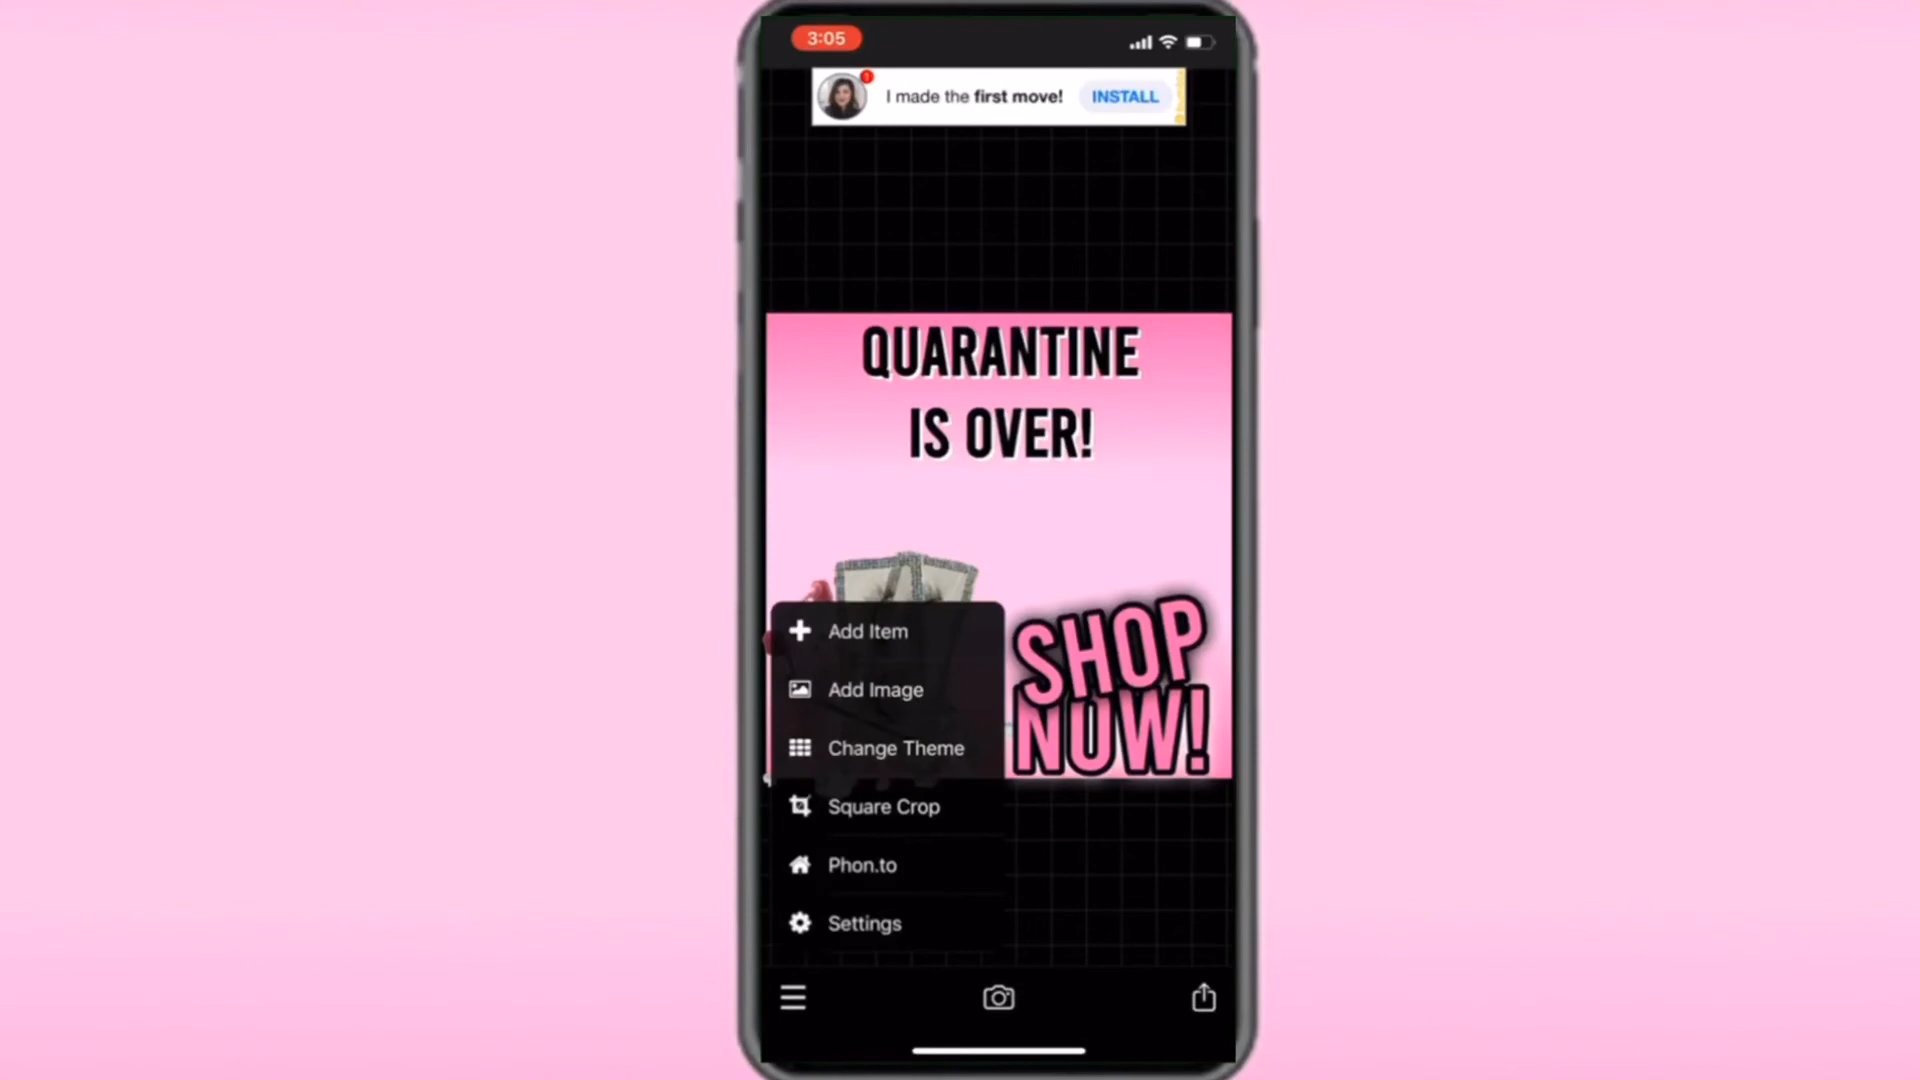 3:05
1
I made the first move! INSTALL
QUARANTINE
IS OVER!
SHOP
NOW!
Add Item
Add Image
Change Theme
Square Crop
Phon.to
Settings